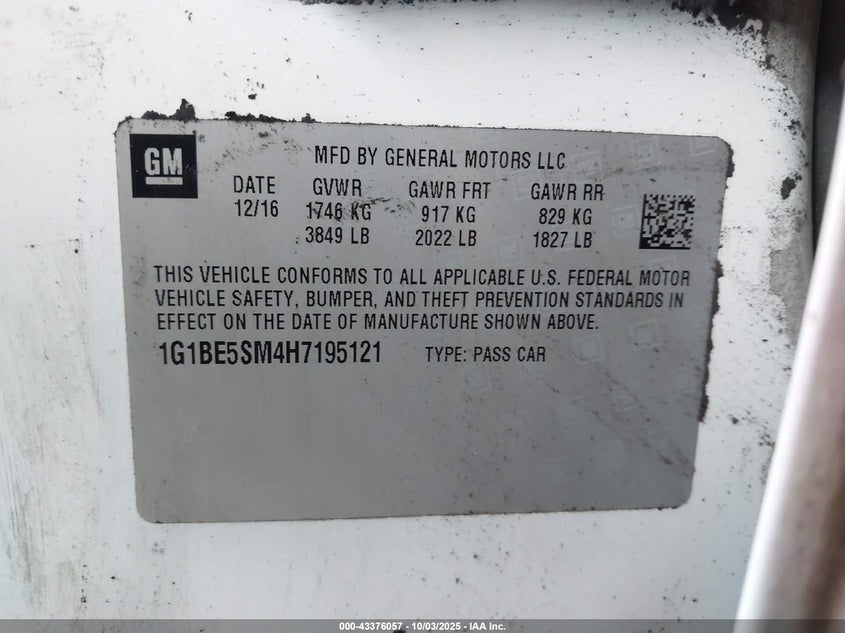 GM
MFD BY GENERAL MOTORS LLC
DATE GVWR GAWR FRT GAWR RR
12/16 1746 KG 917 KG 829 KG
3849 LB 2022 LB 1827 LB
THIS VEHICLE CONFORMS TO ALL APPLICABLE U.S. FEDERAL MOTOR
VEHICLE SAFETY, BUMPER, AND THEFT PREVENTION STANDARDS IN
EFFECT ON THE DATE OF MANUFACTURE SHOWN ABOVE.
1G1BE5SM4H7195121 TYPE: PASS CAR
000-43376057 - 10/03/2025 - IAA Inc.